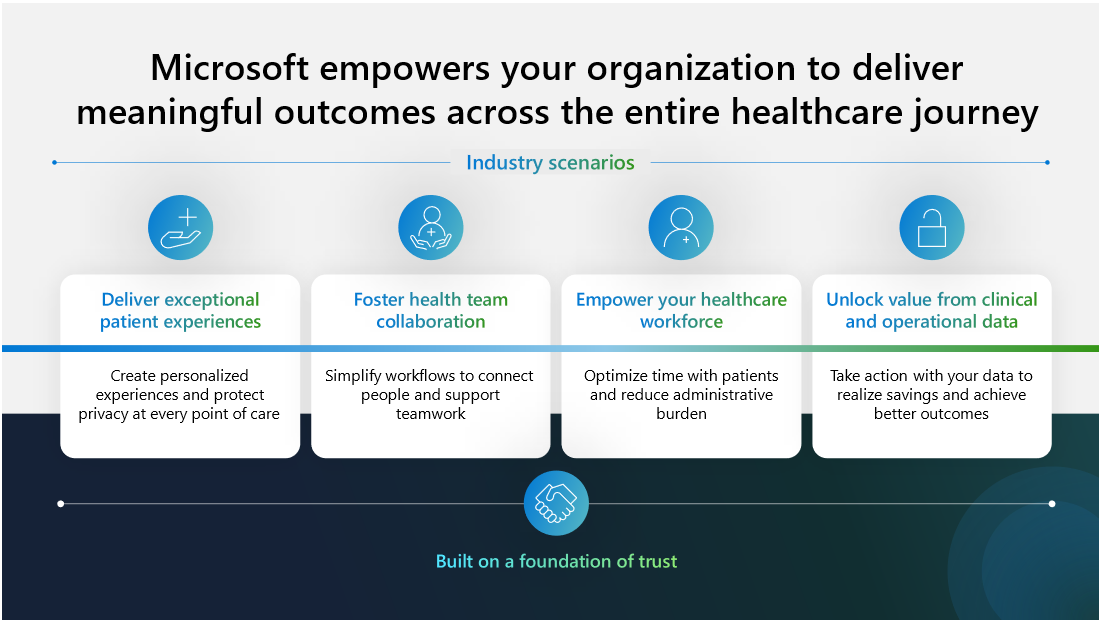 Microsoft empowers your organization to deliver
meaningful outcomes across the entire healthcare journey
Industry scenarios
Deliver exceptional
patient experiences
Create personalized
experiences and protect
privacy at every point of care
Foster health team
collaboration
Simplify workflows to connect
people and support
teamwork
Empower your healthcare
workforce
Optimize time with patients
and reduce administrative
burden
Unlock value from clinical
and operational data
Take action with your data to
realize savings and achieve
better outcomes
Built on a foundation of trust